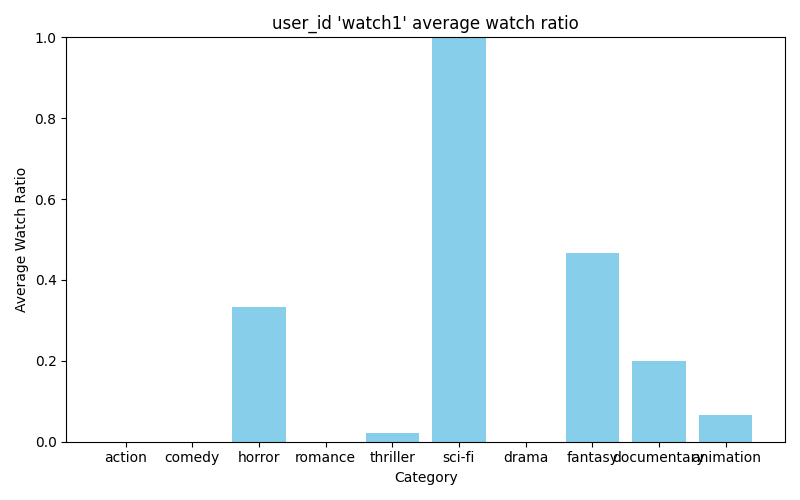 user_id 'watch1' average watch ratio
1.0
0.8
0.6
0.4
0.2
0.0
Average Watch Ratio
action comedy horror romance thriller sci-fi drama fantasy documentary animation
Category